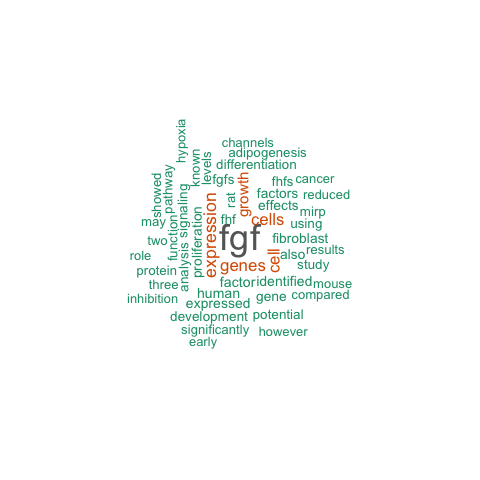 hypoxia
channels
adipogenesis
known
levels
differentiation
pathway
fgfs
growth
fhfs
cancer
showed
signaling
rat
factors
reduced
effects
mirp
may
function
proliferation
expression
fbf
cells
using
two
analysis
fgf
fibroblast
role
genes
cell
also
results
protein
study
three
factor
identified
mouse
inhibition
human
gene
compared
expressed
development
potential
significantly
however
early